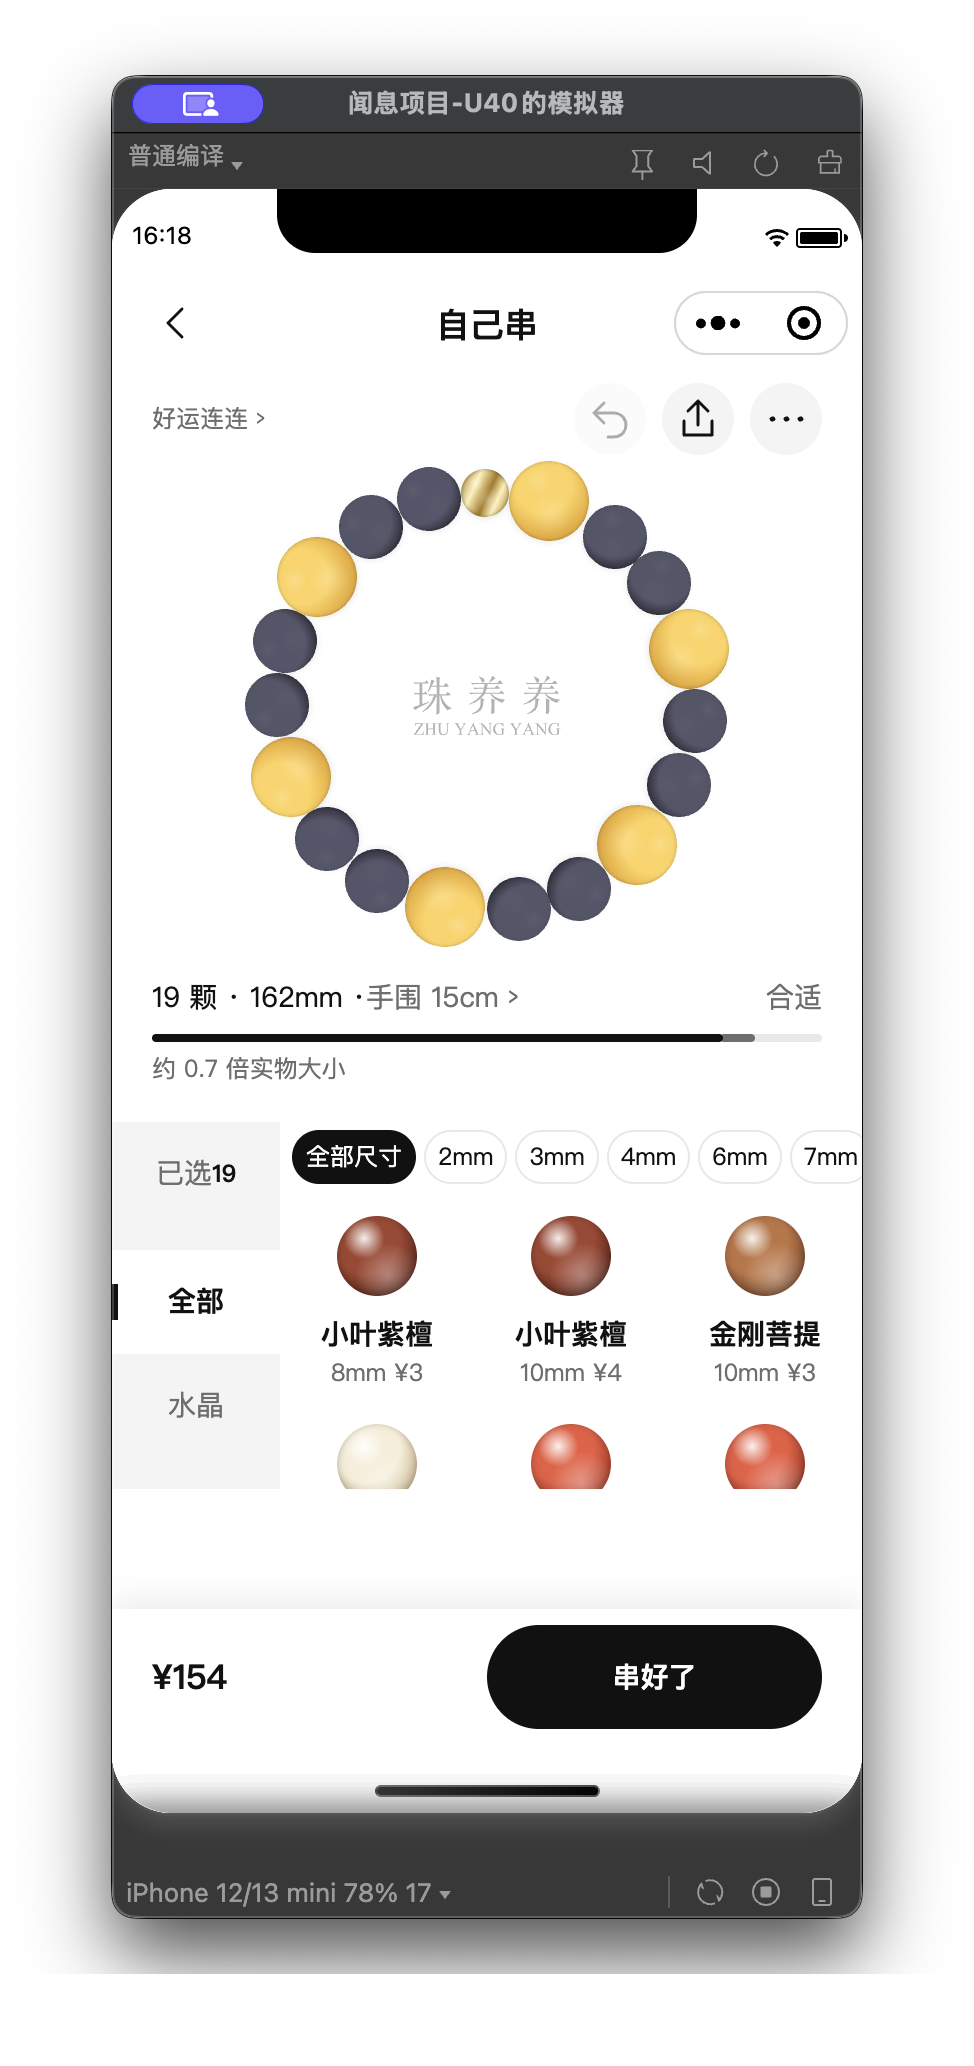 闻息项目-U40的模拟器
普通编译
16:18
自己串
好运连连 >
珠养养
ZHU YANG YANG
19 颗 · 162mm ·手围 15cm >
合适
约 0.7 倍实物大小
已选19
全部尺寸 2mm 3mm 4mm 6mm 7mm
全部
小叶紫檀 小叶紫檀 金刚菩提
8mm ¥3 10mm ¥4 10mm ¥3
水晶
¥154
串好了
iPhone 12/13 mini 78% 17